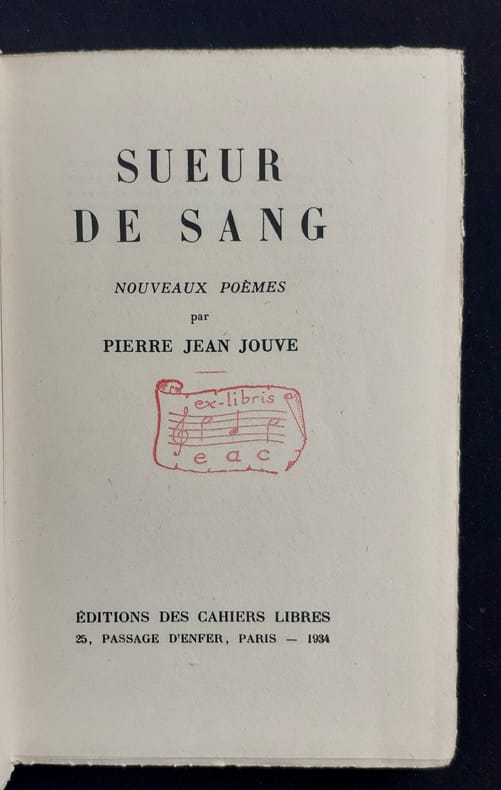 SUEUR
DE SANG
NOUVEAUX POÈMES
par
PIERRE JEAN JOUVE
ex-libris
e a c
ÉDITIONS DES CAHIERS LIBRES
25, PASSAGE D'ENFER, PARIS — 1934